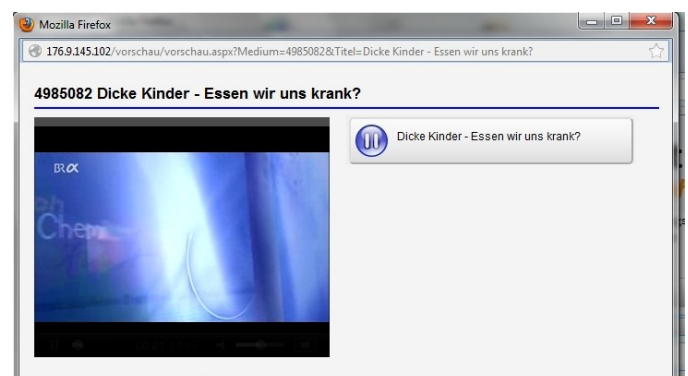 Mozilla Firefox
176.9.145.102/vorschau/vorschau.aspx?Medium=4985082&Titel=Dicke Kinder - Essen wir uns krank?
4985082 Dicke Kinder - Essen wir uns krank?
Dicke Kinder - Essen wir uns krank?
BRα
Chem